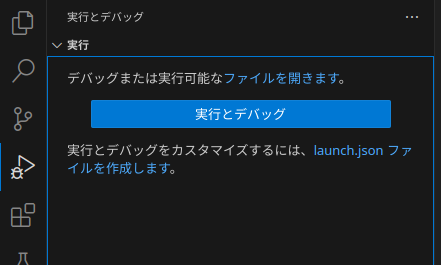 実行とデバッグ
実行
デバッグまたは実行可能なファイルを開きます。
実行とデバッグ
実行とデバッグをカスタマイズするには、launch.json ファ
イルを作成します。